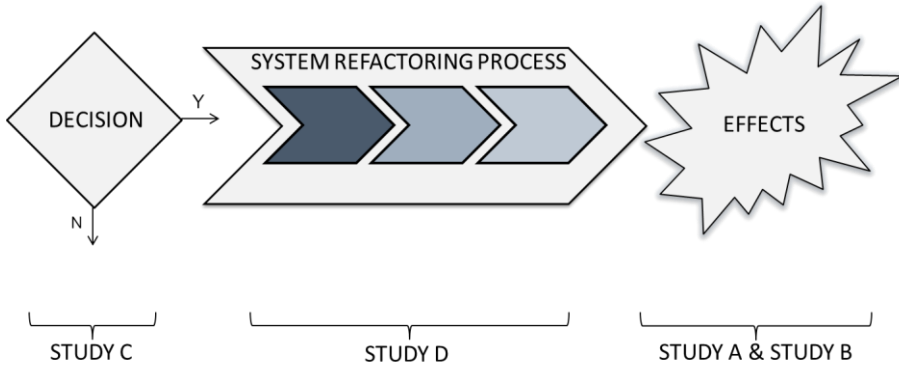 SYSTEM REFACTORING PROCESS
DECISION
Y
EFFECTS
N
STUDY C
STUDY D
STUDY A & STUDY B